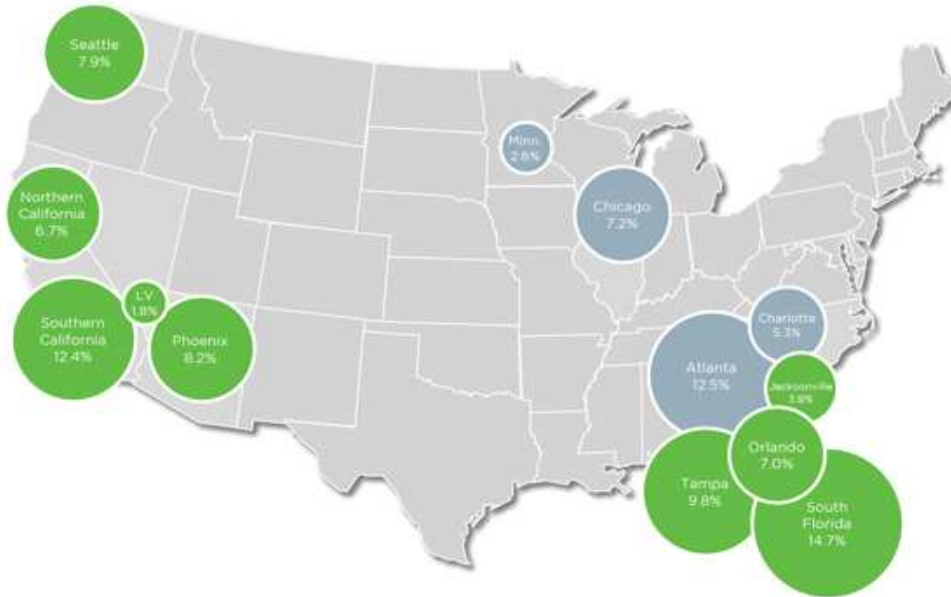 Seattle
7.9%
Minn.
2.6%
Northern
California
6.7%
Chicago
7.2%
LV
1.8%
Southern
California
12.4%
Phoenix
8.2%
Charlotte
5.3%
Atlanta
12.5%
Jacksonville
3.9%
Orlando
7.0%
Tampa
9.8%
South
Florida
14.7%